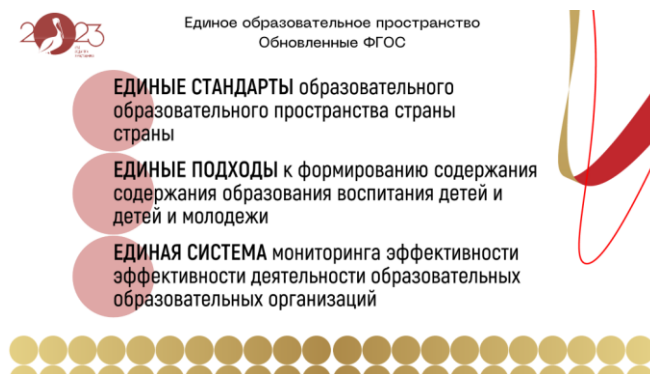 2023
Единое образовательное пространство
Обновленные ФГОС
ЕДИНЫЕ СТАНДАРТЫ образовательного
образовательного пространства страны
страны
ЕДИНЫЕ ПОДХОДЫ к формированию содержания
содержания образования воспитания детей и
детей и молодежи
ЕДИНАЯ СИСТЕМА мониторинга эффективности
эффективности деятельности образовательных
образовательных организаций